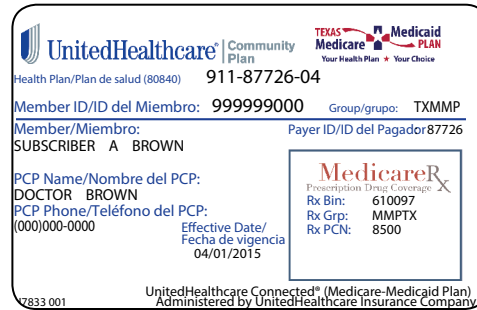 UnitedHealthcare® Community Plan
TEXAS Medicaid
Medicare PLAN
Your Health Plan ★ Your Choice
Health Plan/Plan de salud (80840) 911-87726-04
Member ID/ID del Miembro: 999999000 Group/grupo: TXMMP
Member/Miembro: Payer ID/ID del Pagador: 87726
SUBSCRIBER A BROWN
PCP Name/Nombre del PCP:
DOCTOR BROWN
PCP Phone/Teléfono del PCP:
(000)000-0000
Effective Date/
Fecha de vigencia
04/01/2015
MedicareRx
Prescription Drug Coverage
Rx Bin: 610097
Rx Grp: MMPTX
Rx PCN: 8500
UnitedHealthcare Connected® (Medicare-Medicaid Plan)
7833 001 Administered by UnitedHealthcare Insurance Company